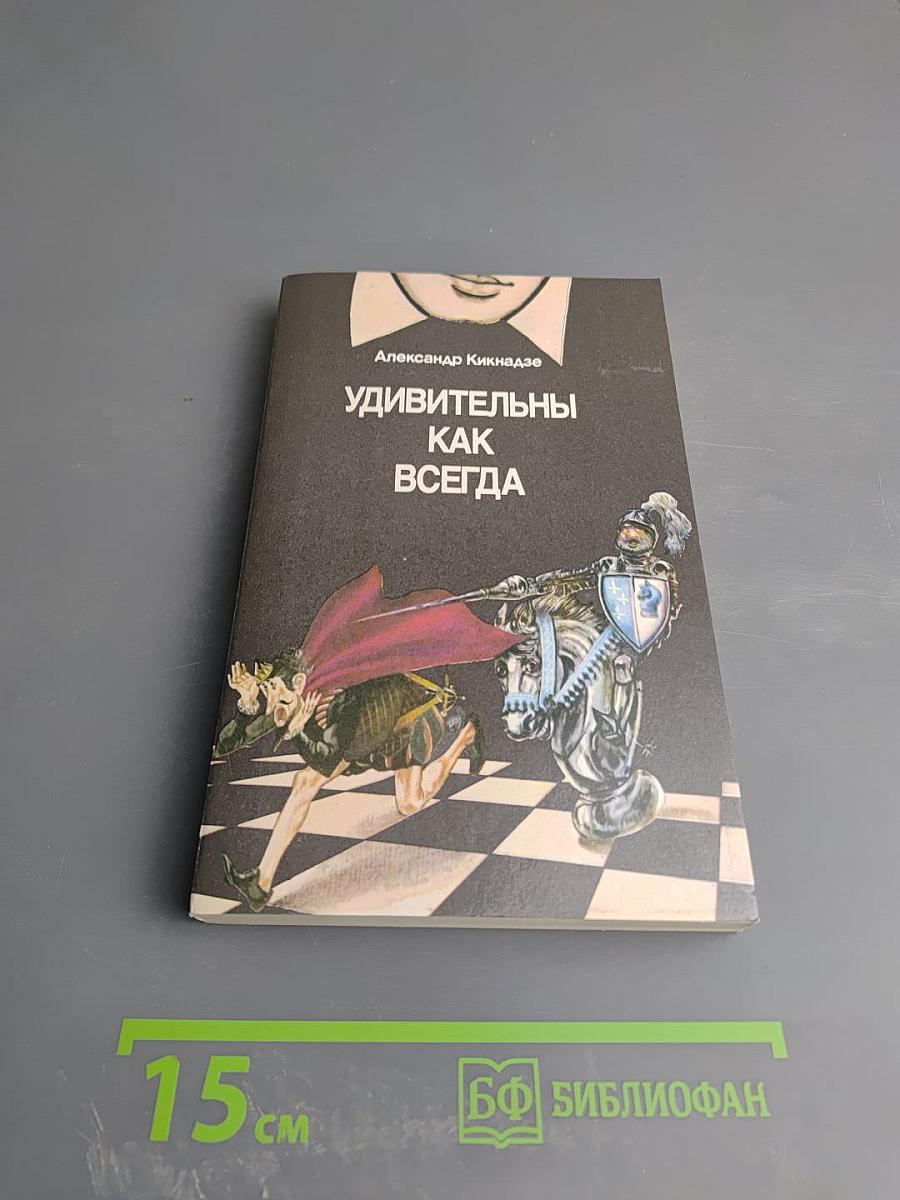 Александр Кикнадзе
УДИВИТЕЛЬНЫ
КАК
ВСЕГДА
15 см
БФ БИБЛИОФАН